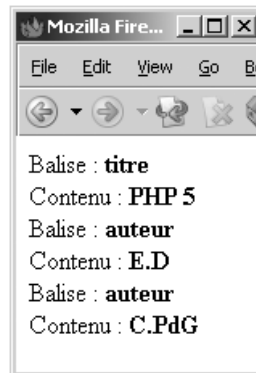 Mozilla Fire...
File Edit View Go
Balise : titre
Contenu : PHP 5
Balise : auteur
Contenu : E.D
Balise : auteur
Contenu : C.PdG